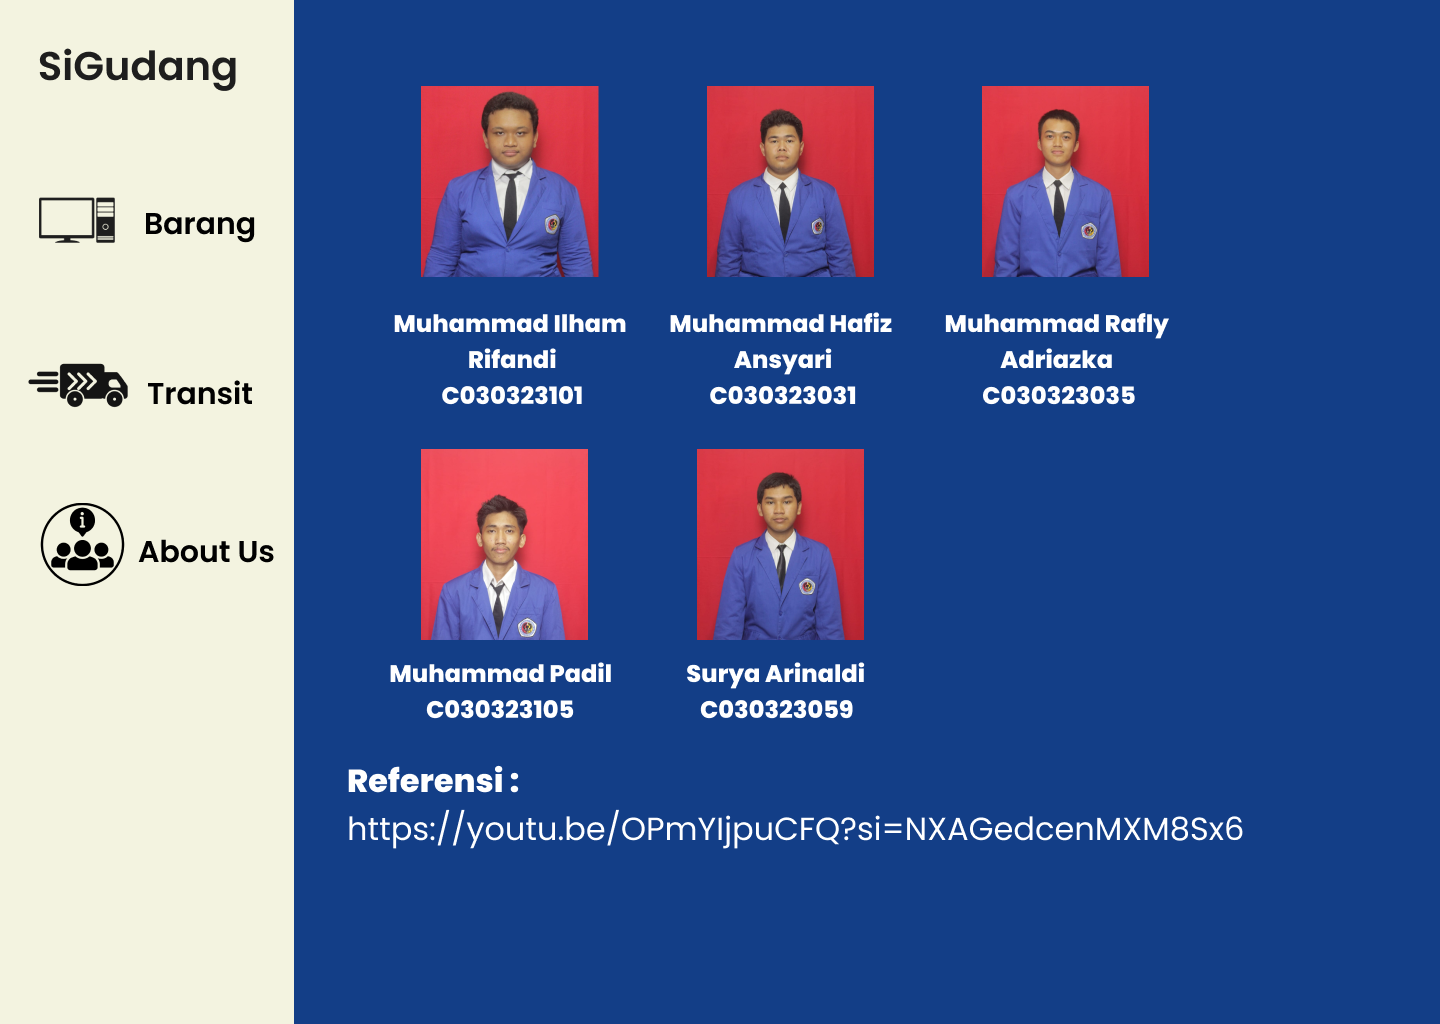 SiGudang
Barang
Transit
About Us
Muhammad Ilham
Rifandi
C030323101
Muhammad Hafiz
Ansyari
C030323031
Muhammad Rafly
Adriazka
C030323035
Muhammad Padil
C030323105
Surya Arinaldi
C030323059
Referensi :
https://youtu.be/OPmYIjpuCFQ?si=NXAGedcenMXM8Sx6